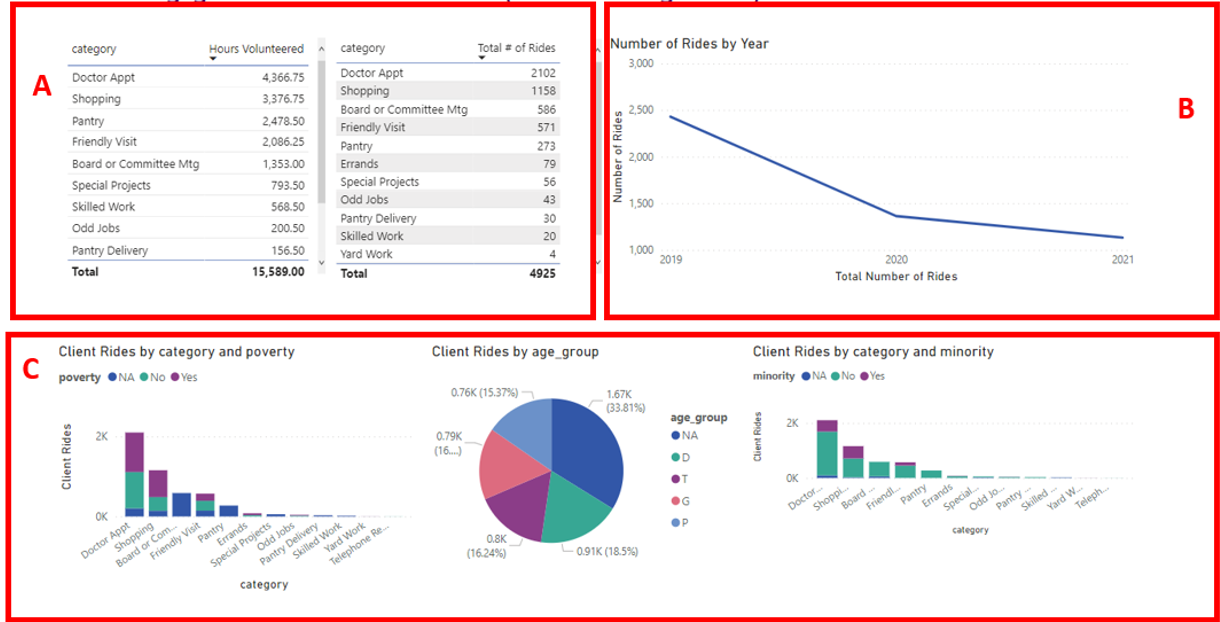 A
category Hours Volunteered
Doctor Appt 4,366.75
Shopping 3,376.75
Pantry 2,478.50
Friendly Visit 2,086.25
Board or Committee Mtg 1,353.00
Special Projects 793.50
Skilled Work 568.50
Odd Jobs 200.50
Pantry Delivery 156.50
Total 15,589.00
category Total # of Rides
Doctor Appt 2102
Shopping 1158
Board or Committee Mtg 586
Friendly Visit 571
Pantry 273
Errands 79
Special Projects 56
Odd Jobs 43
Pantry Delivery 30
Skilled Work 20
Yard Work 4
Total 4925
B
Number of Rides by Year
Number of Rides
3,000
2,500
2,000
1,500
1,000
2019 2020 2021
Total Number of Rides
C
Client Rides by category and poverty
poverty NA No Yes
Client Rides
2K
0K
Doctor Appt
Shopping
Board or Com...
Friendly Visit
Pantry
Errands
Special Projects
Odd Jobs
Pantry Delivery
Skilled Work
Yard Work
Telephone Re...
category
Client Rides by age_group
0.76K (15.37%)
1.67K
(33.81%)
0.79K
(16....)
0.8K
(16.24%)
0.91K (18.5%)
age_group
NA
D
T
G
P
Client Rides by category and minority
minority NA No Yes
Client Rides
2K
0K
Doctor...
Shoppi...
Board ...
Friendl...
Pantry
Errands
Special...
Odd Jo...
Pantry ...
Skilled ...
Yard W...
Teleph...
category